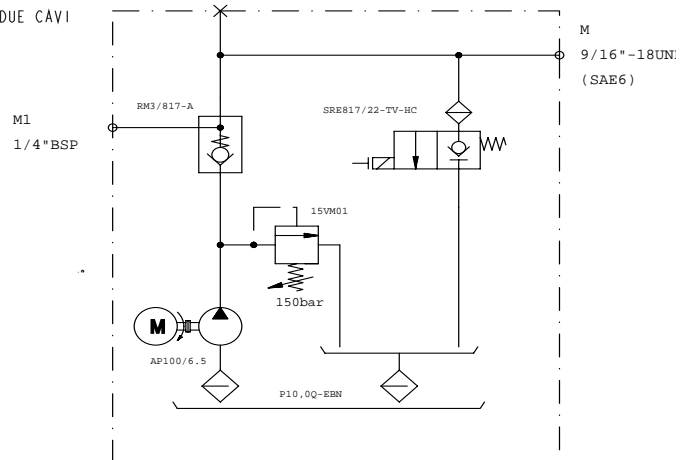 DUE CAVI
M
9/16"-18UN
(SAE6)
RM3/817-A
SRE817/22-TV-HC
M1
1/4"BSP
15VM01
150bar
M
AP100/6.5
P10,0Q-EBN